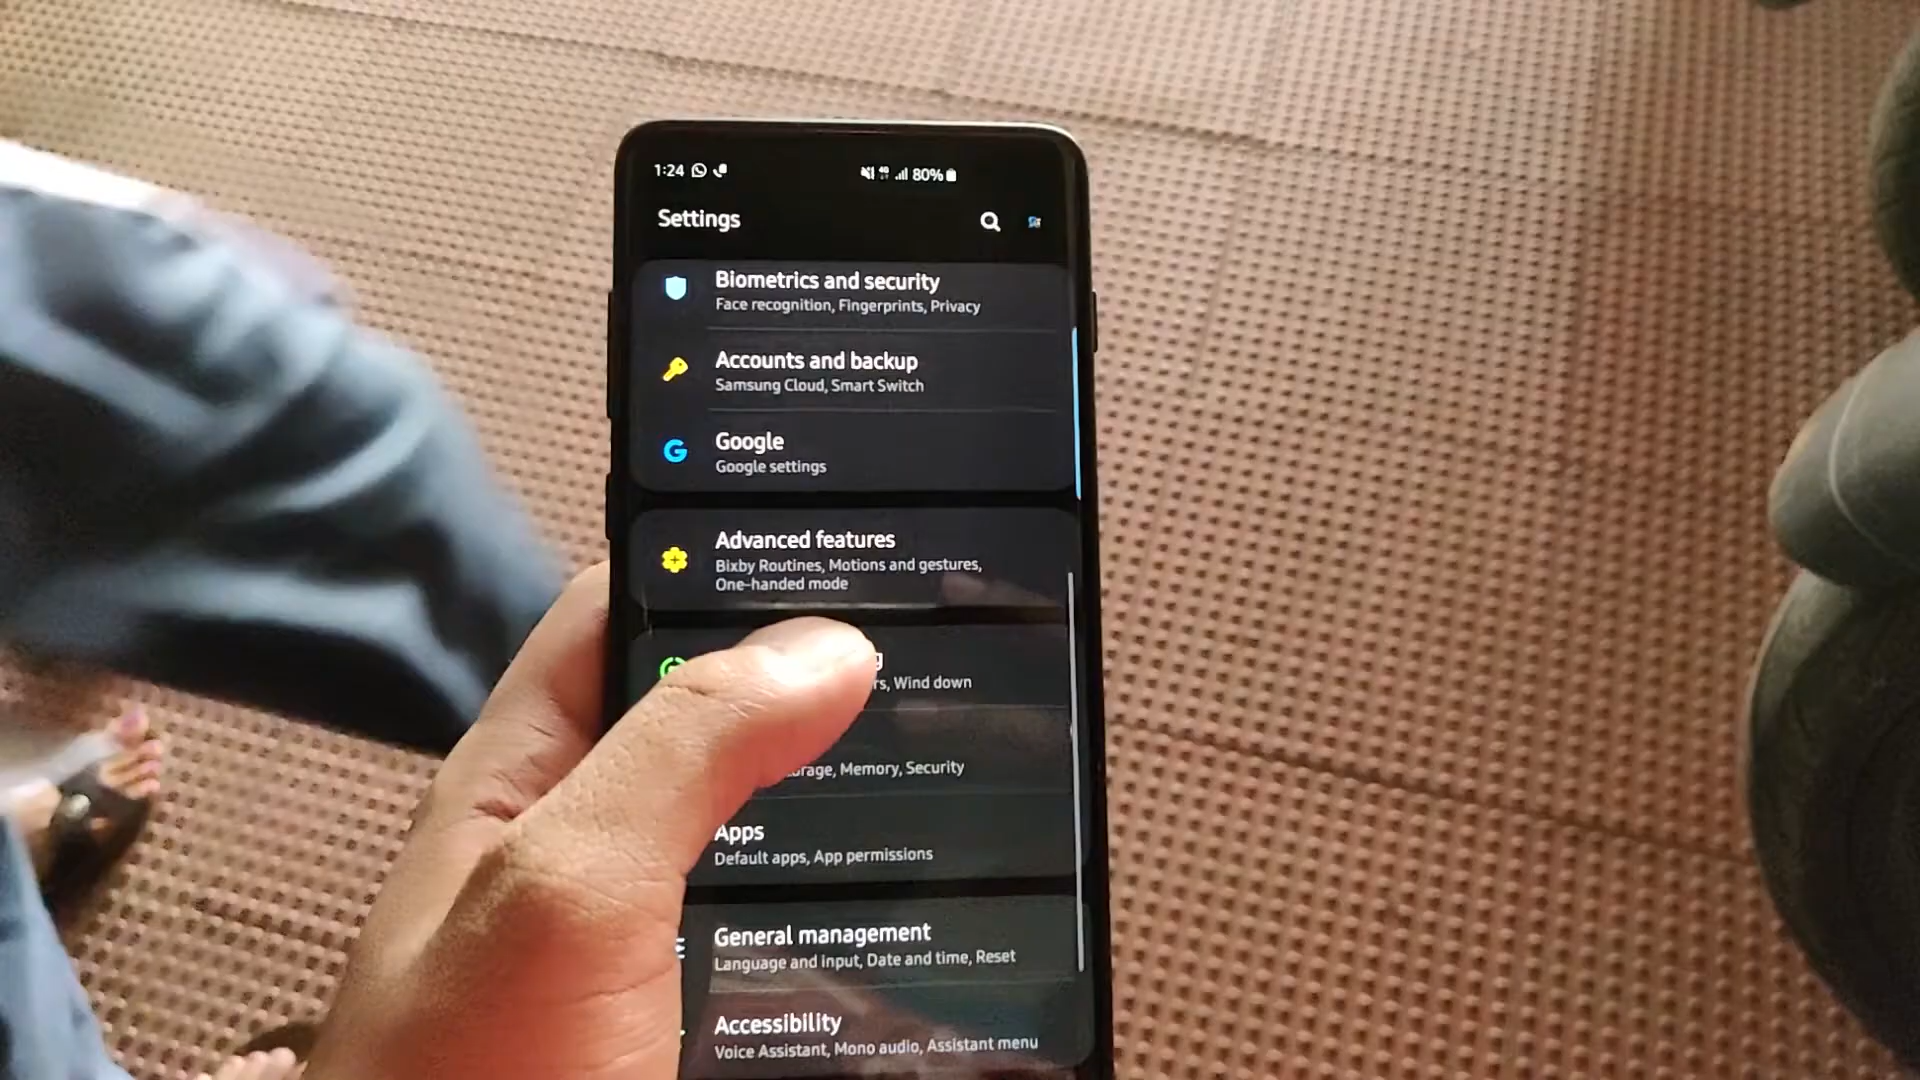 1:24
4G
80%
Settings
Biometrics and security
Face recognition, Fingerprints, Privacy
Accounts and backup
Samsung Cloud, Smart Switch
Google
Google settings
Advanced features
Bixby Routines, Motions and gestures,
One-handed mode
Wind down
Memory, Security
Apps
Default apps, App permissions
General management
Language and input, Date and time, Reset
Accessibility
Voice Assistant, Mono audio, Assistant menu